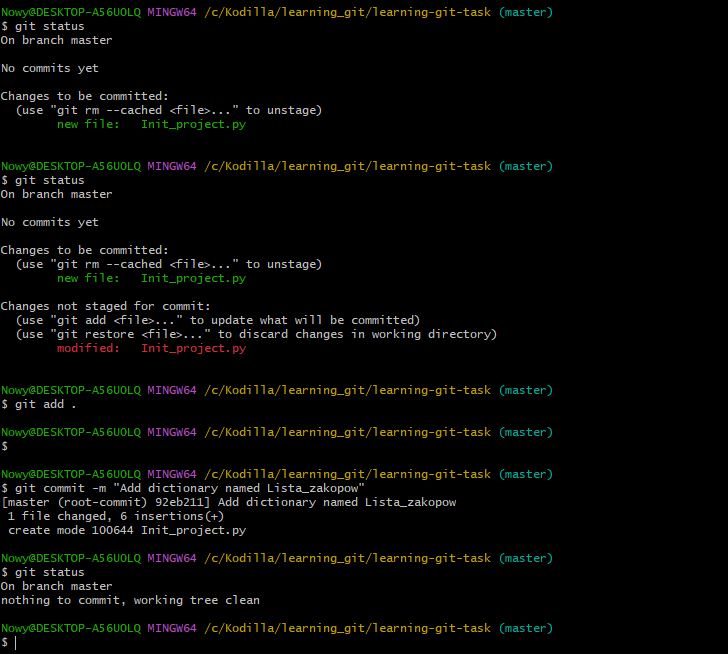 Nowy@DESKTOP-A56UOLQ MINGW64 /c/Kodilla/learning_git/learning-git-task (master)
$ git status
On branch master
No commits yet
Changes to be committed:
(use "git rm --cached <file>..." to unstage)
new file:   Init_project.py
Nowy@DESKTOP-A56UOLQ MINGW64 /c/Kodilla/learning_git/learning-git-task (master)
$ git status
On branch master
No commits yet
Changes to be committed:
(use "git rm --cached <file>..." to unstage)
new file:   Init_project.py
Changes not staged for commit:
(use "git add <file>..." to update what will be committed)
(use "git restore <file>..." to discard changes in working directory)
modified:   Init_project.py
Nowy@DESKTOP-A56UOLQ MINGW64 /c/Kodilla/learning_git/learning-git-task (master)
$ git add .
Nowy@DESKTOP-A56UOLQ MINGW64 /c/Kodilla/learning_git/learning-git-task (master)
$
Nowy@DESKTOP-A56UOLQ MINGW64 /c/Kodilla/learning_git/learning-git-task (master)
$ git commit -m "Add dictionary named Lista_zakopow"
[master (root-commit) 92eb211] Add dictionary named Lista_zakopow
1 file changed, 6 insertions(+)
create mode 100644 Init_project.py
Nowy@DESKTOP-A56UOLQ MINGW64 /c/Kodilla/learning_git/learning-git-task (master)
$ git status
On branch master
nothing to commit, working tree clean
Nowy@DESKTOP-A56UOLQ MINGW64 /c/Kodilla/learning_git/learning-git-task (master)
$